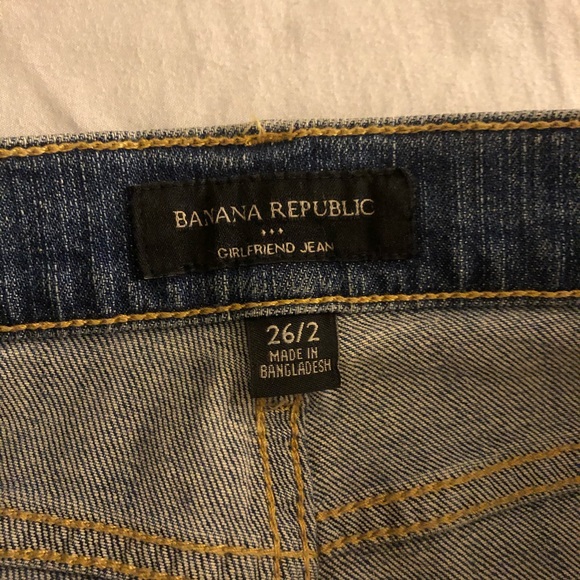 BANANA REPUBLIC
GIRLFRIEND JEAN
26/2
MADE IN
BANGLADESH